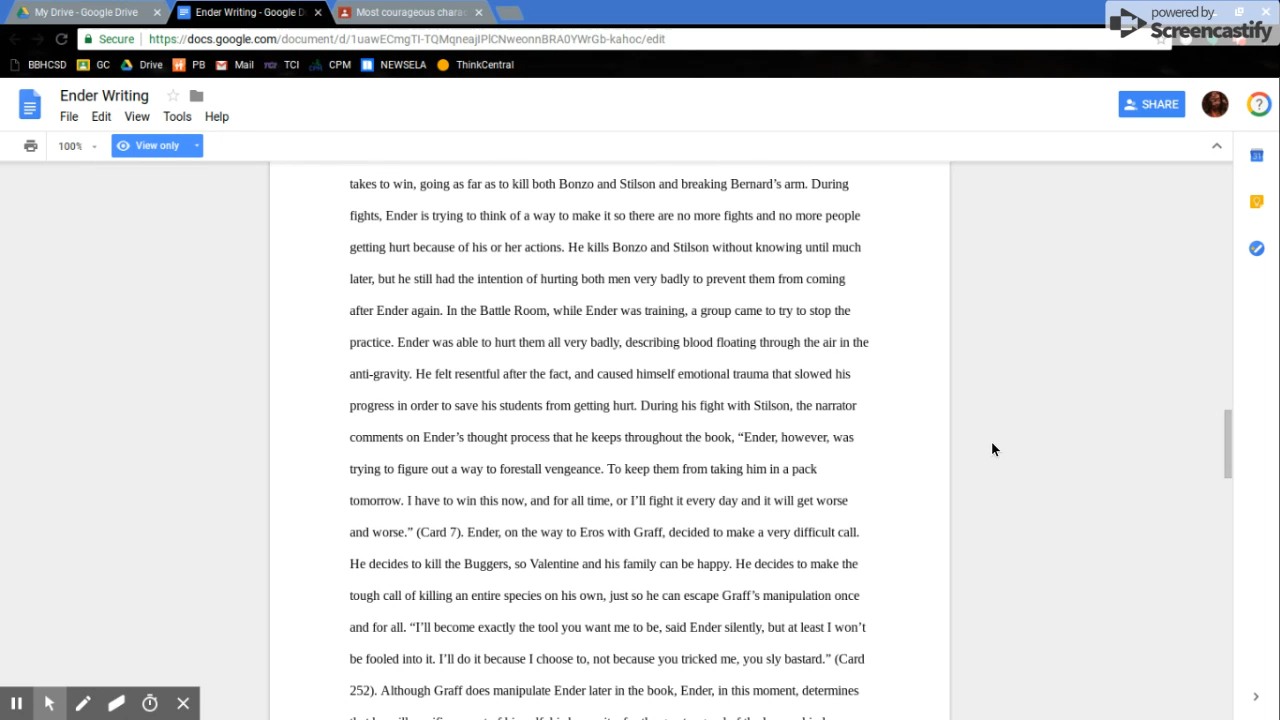 My Drive - Google Drive
Ender Writing - Google D
Most courageous chara
powered by
Screencastify
Secure
https://docs.google.com/document/d/1uawECmgTI-TQMqneajIPlCNweonnBRA0YWrGb-kahoc/edit
BBHCSD GC Drive PB Mail TCI CPM NEWSELA ThinkCentral
Ender Writing
SHARE
File Edit View Tools Help
100% View only
takes to win, going as far as to kill both Bonzo and Stilson and breaking Bernard’s arm. During
fights, Ender is trying to think of a way to make it so there are no more fights and no more people
getting hurt because of his or her actions. He kills Bonzo and Stilson without knowing until much
later, but he still had the intention of hurting both men very badly to prevent them from coming
after Ender again. In the Battle Room, while Ender was training, a group came to try to stop the
practice. Ender was able to hurt them all very badly, describing blood floating through the air in the
anti-gravity. He felt resentful after the fact, and caused himself emotional trauma that slowed his
progress in order to save his students from getting hurt. During his fight with Stilson, the narrator
comments on Ender’s thought process that he keeps throughout the book, “Ender, however, was
trying to figure out a way to forestall vengeance. To keep them from taking him in a pack
tomorrow. I have to win this now, and for all time, or I’ll fight it every day and it will get worse
and worse.” (Card 7). Ender, on the way to Eros with Graff, decided to make a very difficult call.
He decides to kill the Buggers, so Valentine and his family can be happy. He decides to make the
tough call of killing an entire species on his own, just so he can escape Graff’s manipulation once
and for all. “I’ll become exactly the tool you want me to be, said Ender silently, but at least I won’t
be fooled into it. I’ll do it because I choose to, not because you tricked me, you sly bastard.” (Card
252). Although Graff does manipulate Ender later in the book, Ender, in this moment, determines